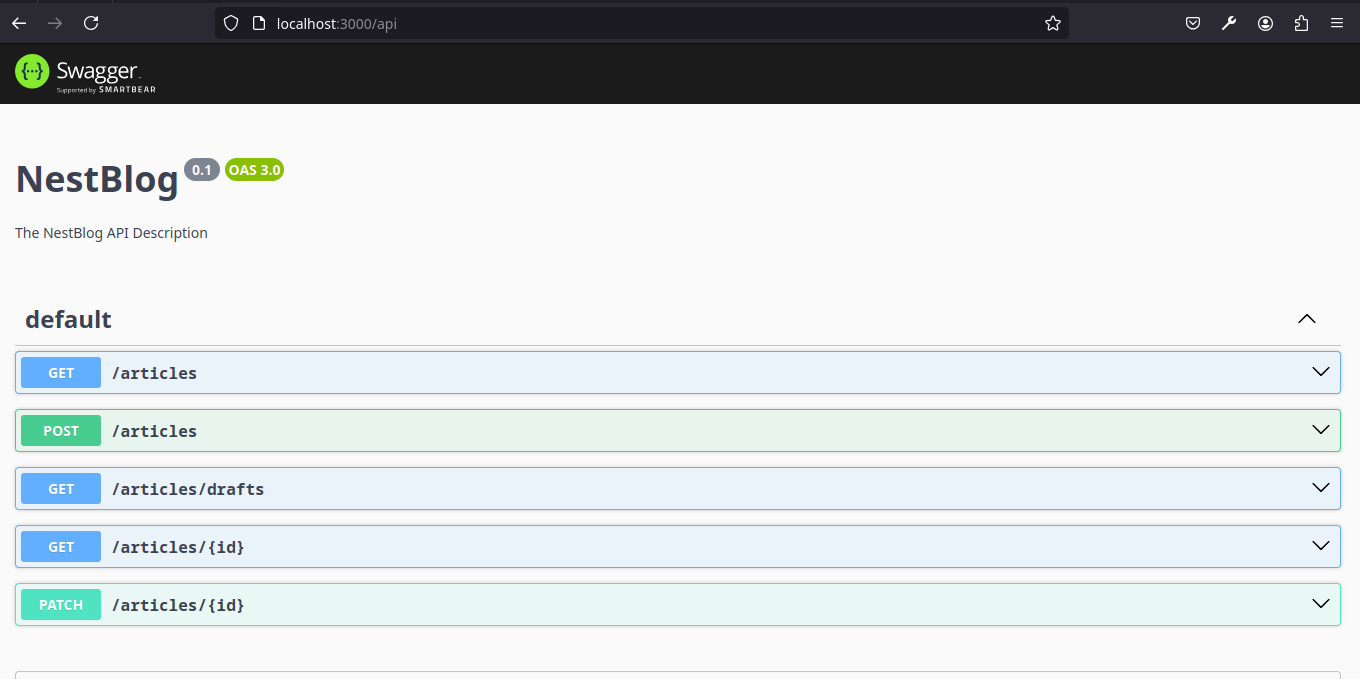 localhost:3000/api
{···} Swagger
Supported by SMARTBEAR
NestBlog 0.1 OAS 3.0
The NestBlog API Description
default
GET /articles
POST /articles
GET /articles/drafts
GET /articles/{id}
PATCH /articles/{id}